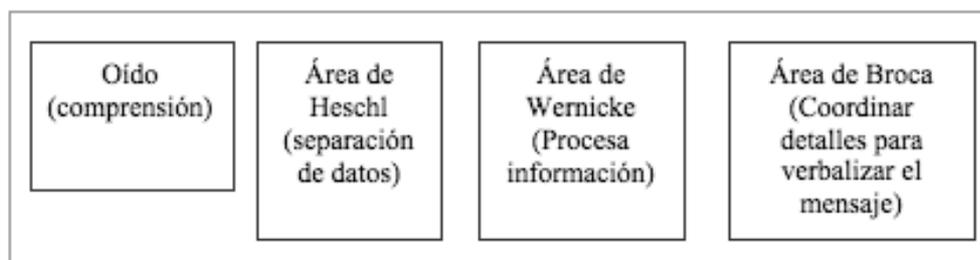 Oído
(comprensión)
Área de
Heschl
(separación
de datos)
Área de
Wernicke
(Procesa
información)
Área de Broca
(Coordinar
detalles para
verbalizar el
mensaje)